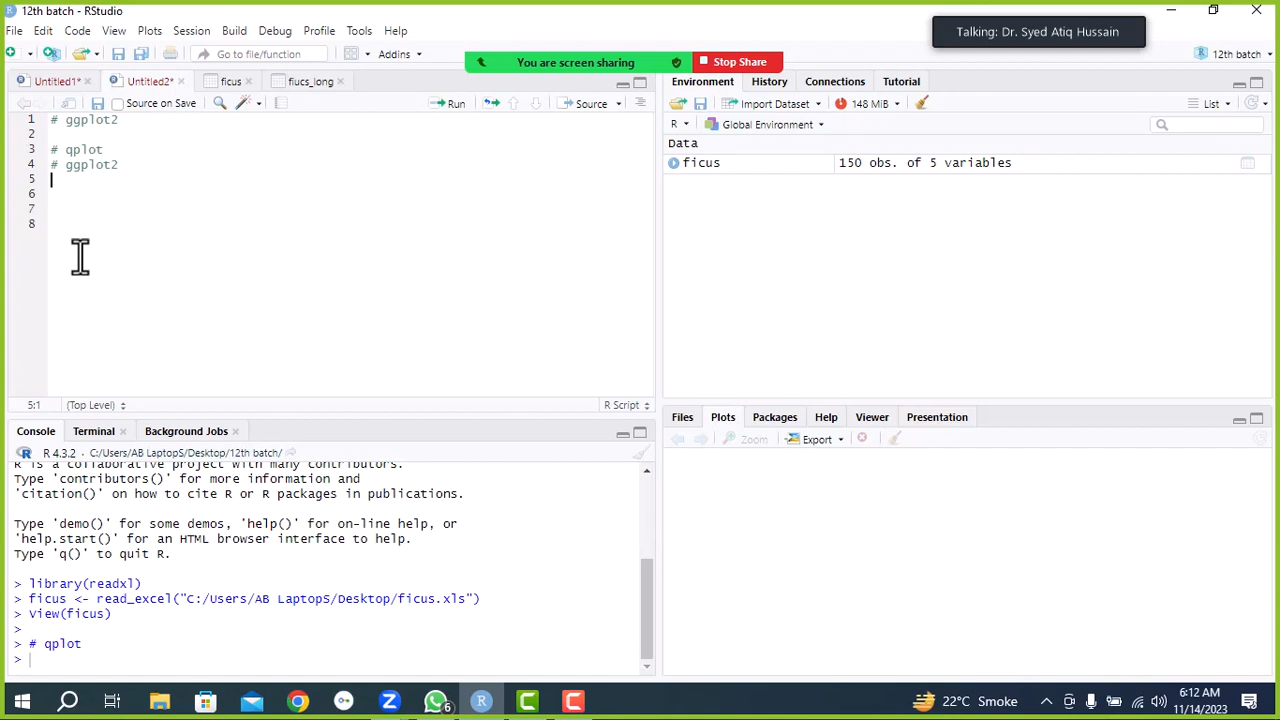 12th batch - RStudio
Talking: Dr. Syed Atiq Hussain
File Edit Code View Plots Session Build Debug Profile Tools Help
You are screen sharing Stop Share
Go to file/function Addins 12th batch
Untitled1* Untitled2* ficus fiucs_long
Source on Save Run Source
1 # ggplot2
2
3 # qplot
4 # ggplot2
5
6
7
8
5:1 (Top Level) R Script
Console Terminal Background Jobs
R 4.3.2 · C:/Users/AB LaptopS/Desktop/12th batch/
R is a collaborative project with many contributors.
Type 'contributors()' for more information and
'citation()' on how to cite R or R packages in publications.
Type 'demo()' for some demos, 'help()' for on-line help, or
'help.start()' for an HTML browser interface to help.
Type 'q()' to quit R.
> library(readxl)
> ficus <- read_excel("C:/Users/AB LaptopS/Desktop/ficus.xls")
> View(ficus)
>
> # qplot
>
Environment History Connections Tutorial
Import Dataset 148 MiB List
R Global Environment
Data
ficus 150 obs. of 5 variables
Files Plots Packages Help Viewer Presentation
Zoom Export
6
22°C Smoke
6:12 AM
11/14/2023